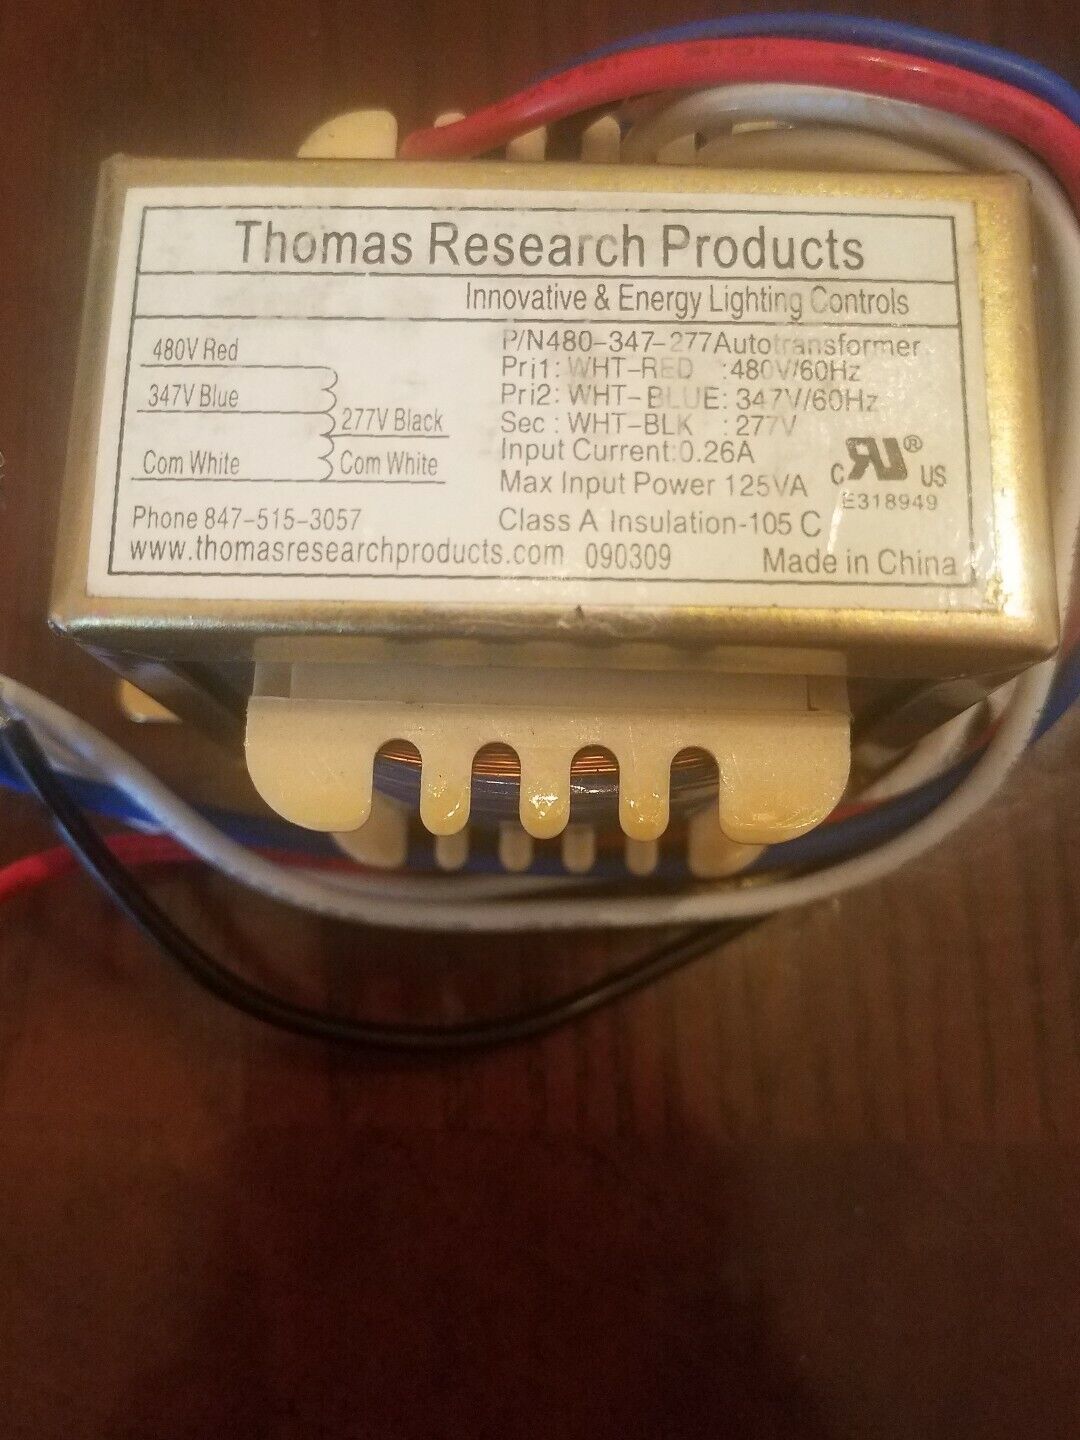 Thomas Research Products
Innovative & Energy Lighting Controls
480V Red
347V Blue
277V Black
Com White
Com White
P/N480-347-277Autotransformer
Pri1: WHT-RED :480V/60Hz
Pri2: WHT-BLUE: 347V/60Hz
Sec : WHT-BLK : 277V
Input Current:0.26A
Max Input Power 125VA
Class A Insulation-105 C
C RU ® US
E318949
Phone 847-515-3057
www.thomasresearchproducts.com 090309
Made in China